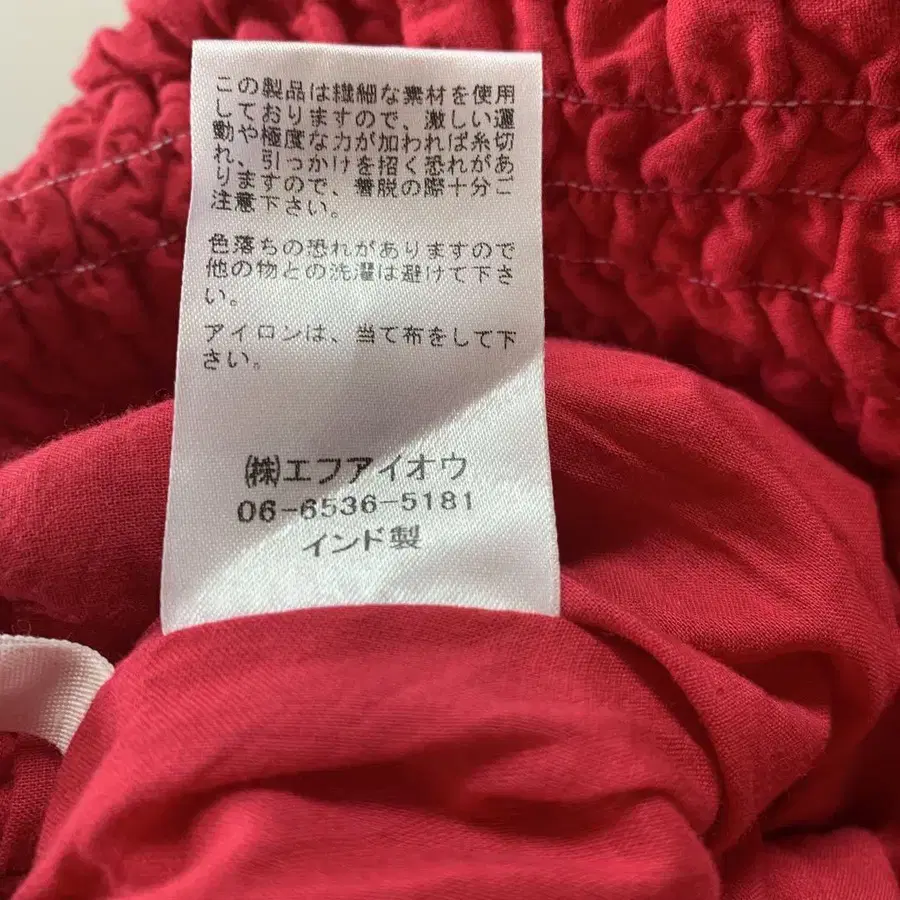 この製品は繊細な素材を使用
しておりますので、激しい運
動や極度な力が加われば糸切
れ、引っかけを招く恐れがあ
りますので、着脱の際十分ご
注意下さい。
色落ちの恐れがありますので
他の物との洗濯は避けて下さ
い。
アイロンは、当て布をして下
さい。
㈱エフアイオウ
06-6536-5181
インド製